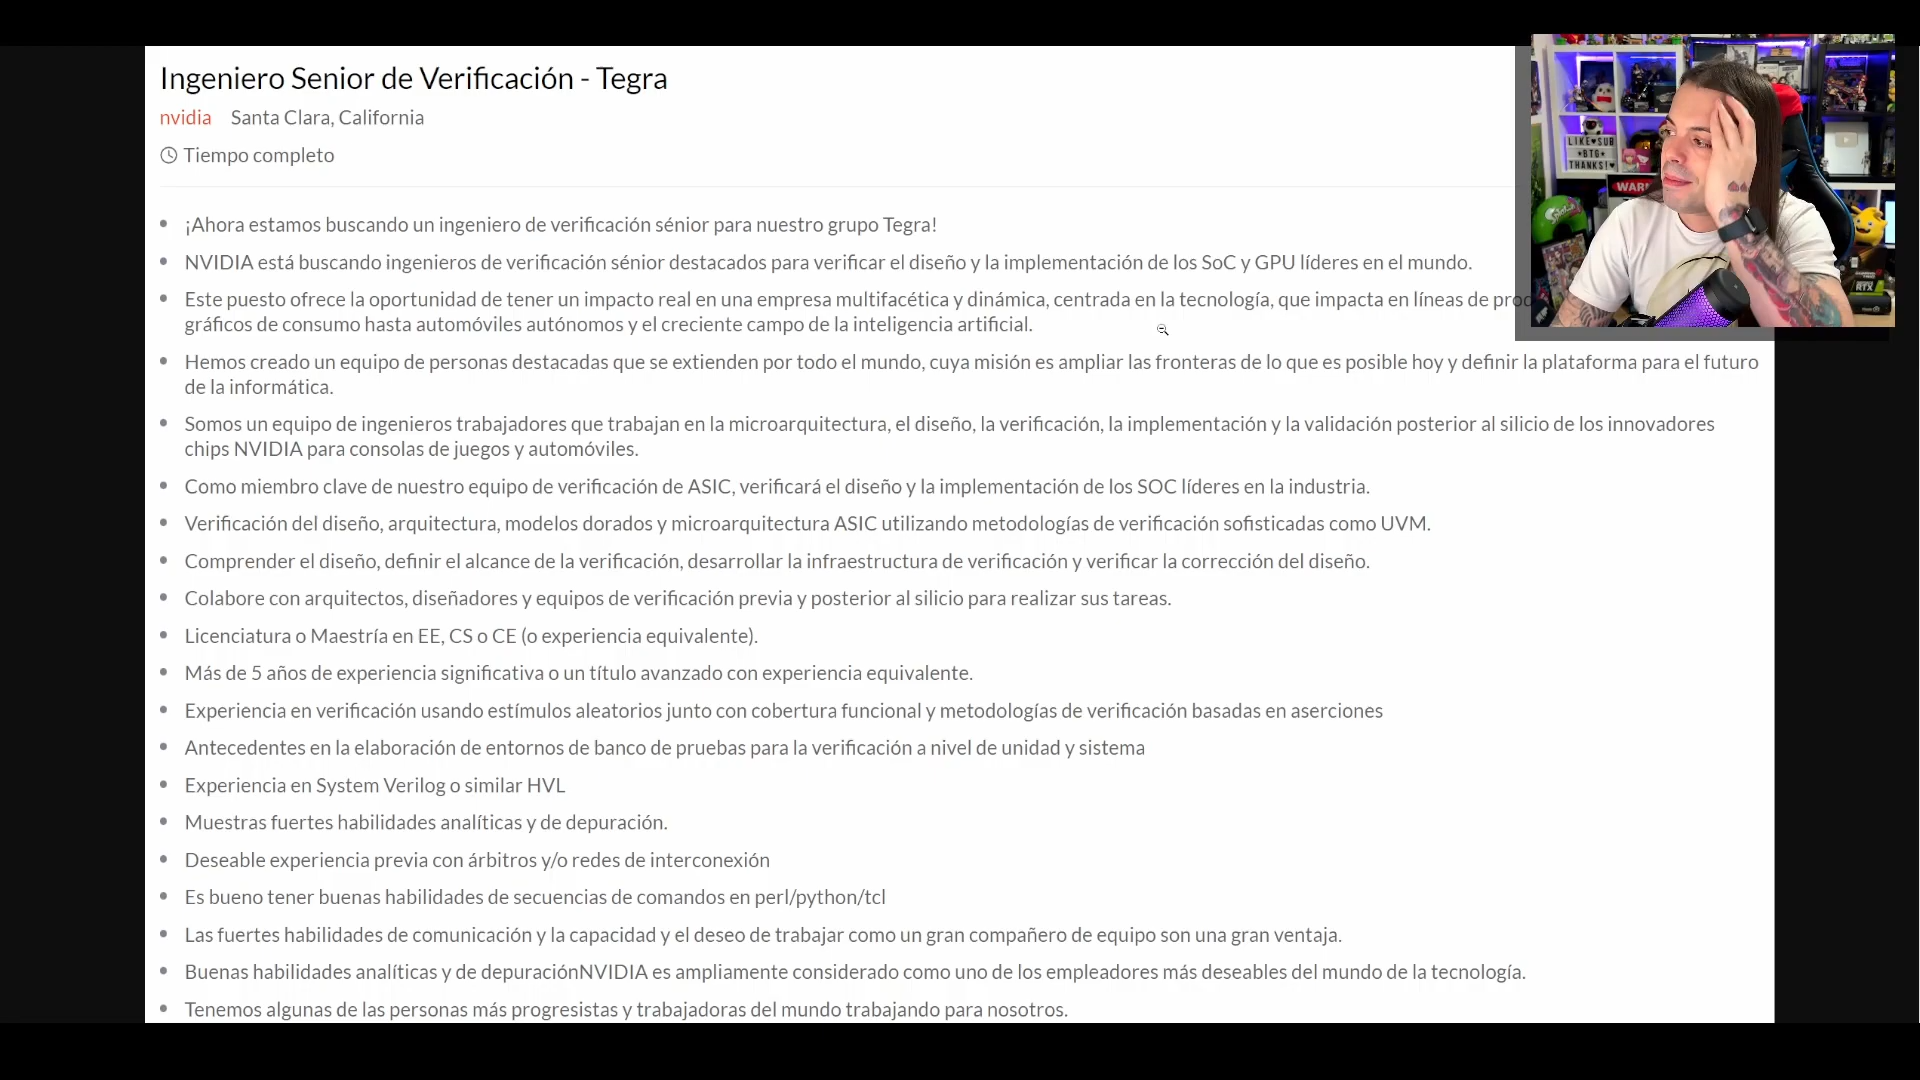 Ingeniero Senior de Verificación - Tegra
nvidia Santa Clara, California
Tiempo completo
¡Ahora estamos buscando un ingeniero de verificación sénior para nuestro grupo Tegra!
NVIDIA está buscando ingenieros de verificación sénior destacados para verificar el diseño y la implementación de los SoC y GPU líderes en el mundo.
Este puesto ofrece la oportunidad de tener un impacto real en una empresa multifacética y dinámica, centrada en la tecnología, que impacta en líneas de
gráficos de consumo hasta automóviles autónomos y el creciente campo de la inteligencia artificial.
Hemos creado un equipo de personas destacadas que se extienden por todo el mundo, cuya misión es ampliar las fronteras de lo que es posible hoy y definir la plataforma para el futuro
de la informática.
Somos un equipo de ingenieros trabajadores que trabajan en la microarquitectura, el diseño, la verificación, la implementación y la validación posterior al silicio de los innovadores
chips NVIDIA para consolas de juegos y automóviles.
Como miembro clave de nuestro equipo de verificación de ASIC, verificará el diseño y la implementación de los SOC líderes en la industria.
Verificación del diseño, arquitectura, modelos dorados y microarquitectura ASIC utilizando metodologías de verificación sofisticadas como UVM.
Comprender el diseño, definir el alcance de la verificación, desarrollar la infraestructura de verificación y verificar la corrección del diseño.
Colabore con arquitectos, diseñadores y equipos de verificación previa y posterior al silicio para realizar sus tareas.
Licenciatura o Maestría en EE, CS o CE (o experiencia equivalente).
Más de 5 años de experiencia significativa o un título avanzado con experiencia equivalente.
Experiencia en verificación usando estímulos aleatorios junto con cobertura funcional y metodologías de verificación basadas en aserciones
Antecedentes en la elaboración de entornos de banco de pruebas para la verificación a nivel de unidad y sistema
Experiencia en System Verilog o similar HVL
Muestras fuertes habilidades analíticas y de depuración.
Deseable experiencia previa con árbitros y/o redes de interconexión
Es bueno tener buenas habilidades de secuencias de comandos en perl/python/tcl
Las fuertes habilidades de comunicación y la capacidad y el deseo de trabajar como un gran compañero de equipo son una gran ventaja.
Buenas habilidades analíticas y de depuraciónNVIDIA es ampliamente considerado como uno de los empleadores más deseables del mundo de la tecnología.
Tenemos algunas de las personas más progresistas y trabajadoras del mundo trabajando para nosotros.
LIKE♥SUB
★BTG★
THANKS!♥